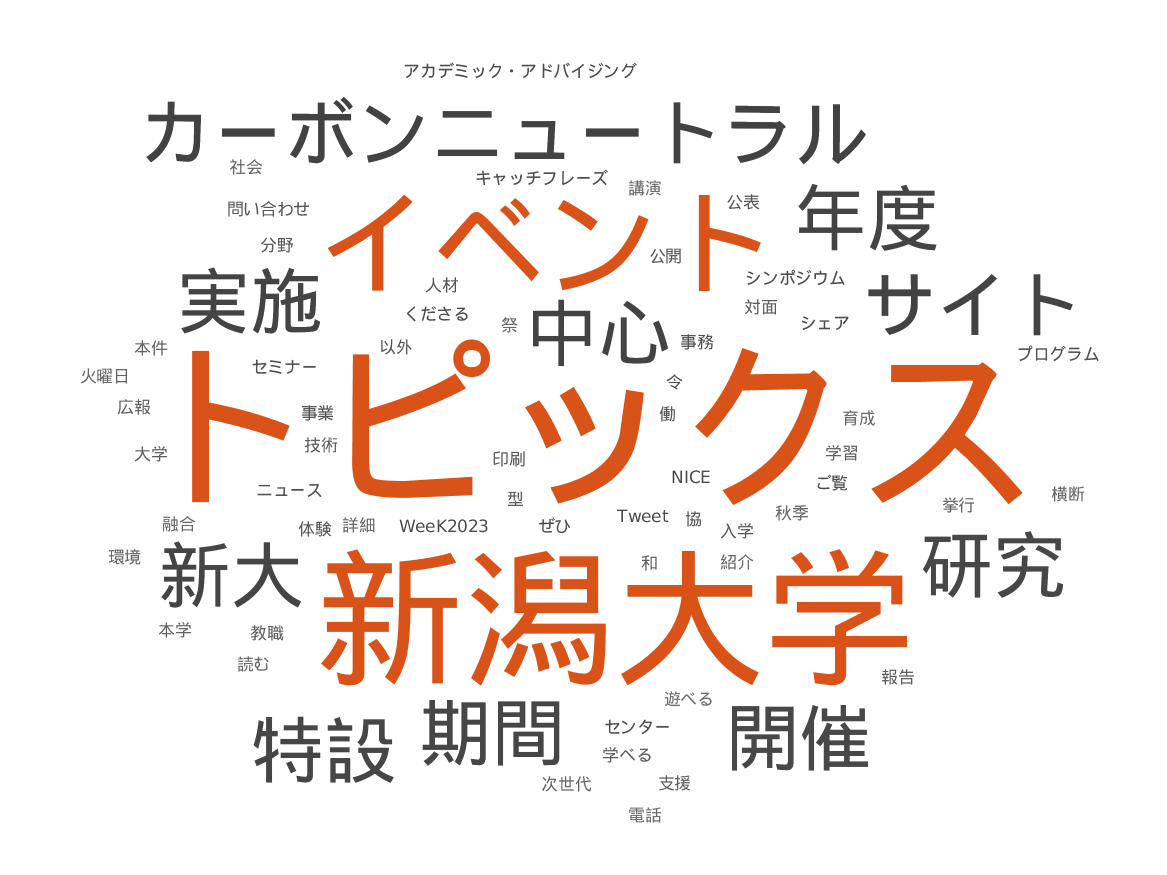 アカデミック・アドバイジング
カーボンニュートラル
社会
キャッチフレーズ
講演
問い合わせ
イベント
公表
年度
分野
公開
人材
シンポジウム
実施
くださる
祭
中心
対面
シェア
サイト
本件
以外
事務
プログラム
火曜日
セミナー
令
広報
事業
トピックス
働
育成
大学
技術
印刷
学習
ニュース
型
NICE
ご覧
横断
挙行
融合
体験
詳細
WeeK2023
ぜひ
Tweet
協
秋季
入学
環境
新大
新潟大学
和
紹介
研究
本学
教職
読む
報告
遊べる
特設
期間
センター
開催
学べる
次世代
支援
電話